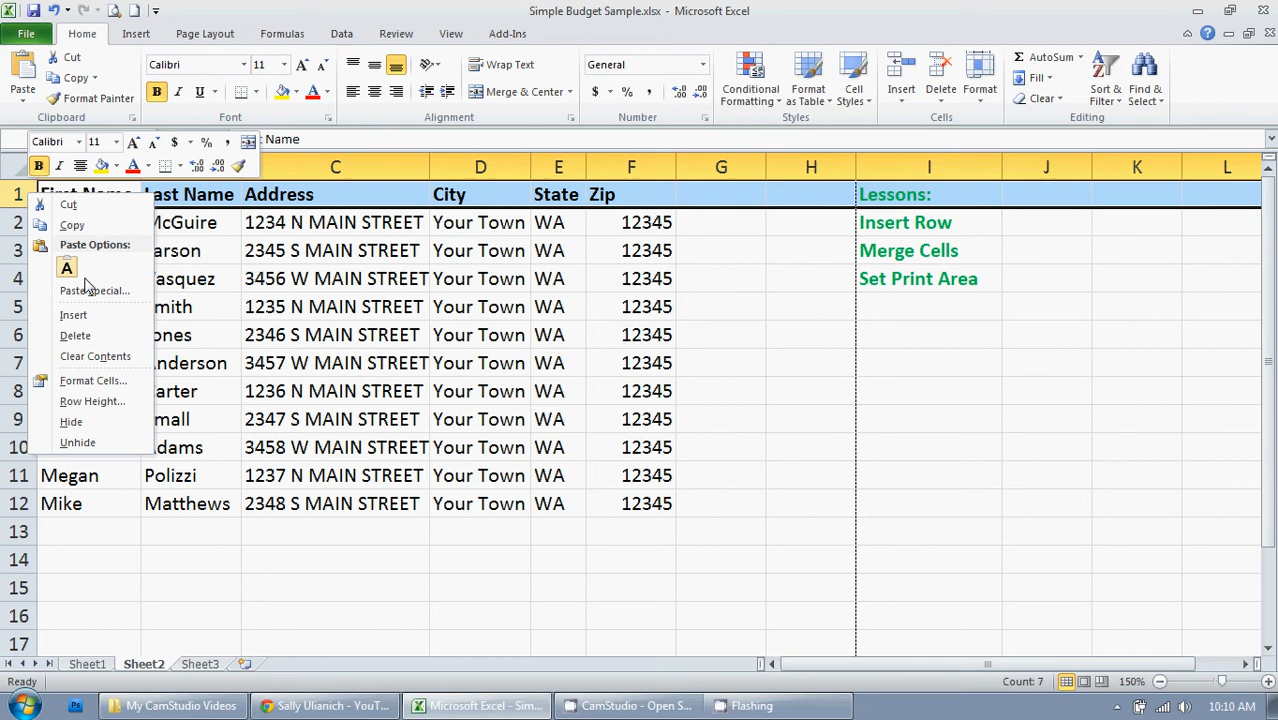 Simple Budget Sample.xlsx - Microsoft Excel
File Home Insert Page Layout Formulas Data Review View Add-Ins
Paste Cut Copy Format Painter Clipboard
Calibri 11 B I U A A A Font
Wrap Text Merge & Center Alignment
General $ % , Number
Conditional Formatting Format as Table Cell Styles Styles
Insert Delete Format Cells
AutoSum Fill Clear Sort & Filter Find & Select Editing
Calibri 11 A A $ % , Name
B I A
C D E F G H I J K L
1 Last Name Address City State Zip Lessons:
2 McGuire 1234 N MAIN STREET Your Town WA 12345 Insert Row
3 2345 S MAIN STREET Your Town WA 12345 Merge Cells
4 3456 W MAIN STREET Your Town WA 12345 Set Print Area
5 1235 N MAIN STREET Your Town WA 12345
6 2346 S MAIN STREET Your Town WA 12345
7 3457 W MAIN STREET Your Town WA 12345
8 1236 N MAIN STREET Your Town WA 12345
9 2347 S MAIN STREET Your Town WA 12345
10 Adams 3458 W MAIN STREET Your Town WA 12345
11 Megan Polizzi 1237 N MAIN STREET Your Town WA 12345
12 Mike Matthews 2348 S MAIN STREET Your Town WA 12345
13
14
15
16
17
Cut
Copy
Paste Options:
A
Paste Special...
Insert
Delete
Clear Contents
Format Cells...
Row Height...
Hide
Unhide
Sheet1 Sheet2 Sheet3
Ready Count: 7 150%
My CamStudio Videos Sally Ulianich - YouT... Microsoft Excel - Sim... CamStudio - Open S... Flashing 10:10 AM